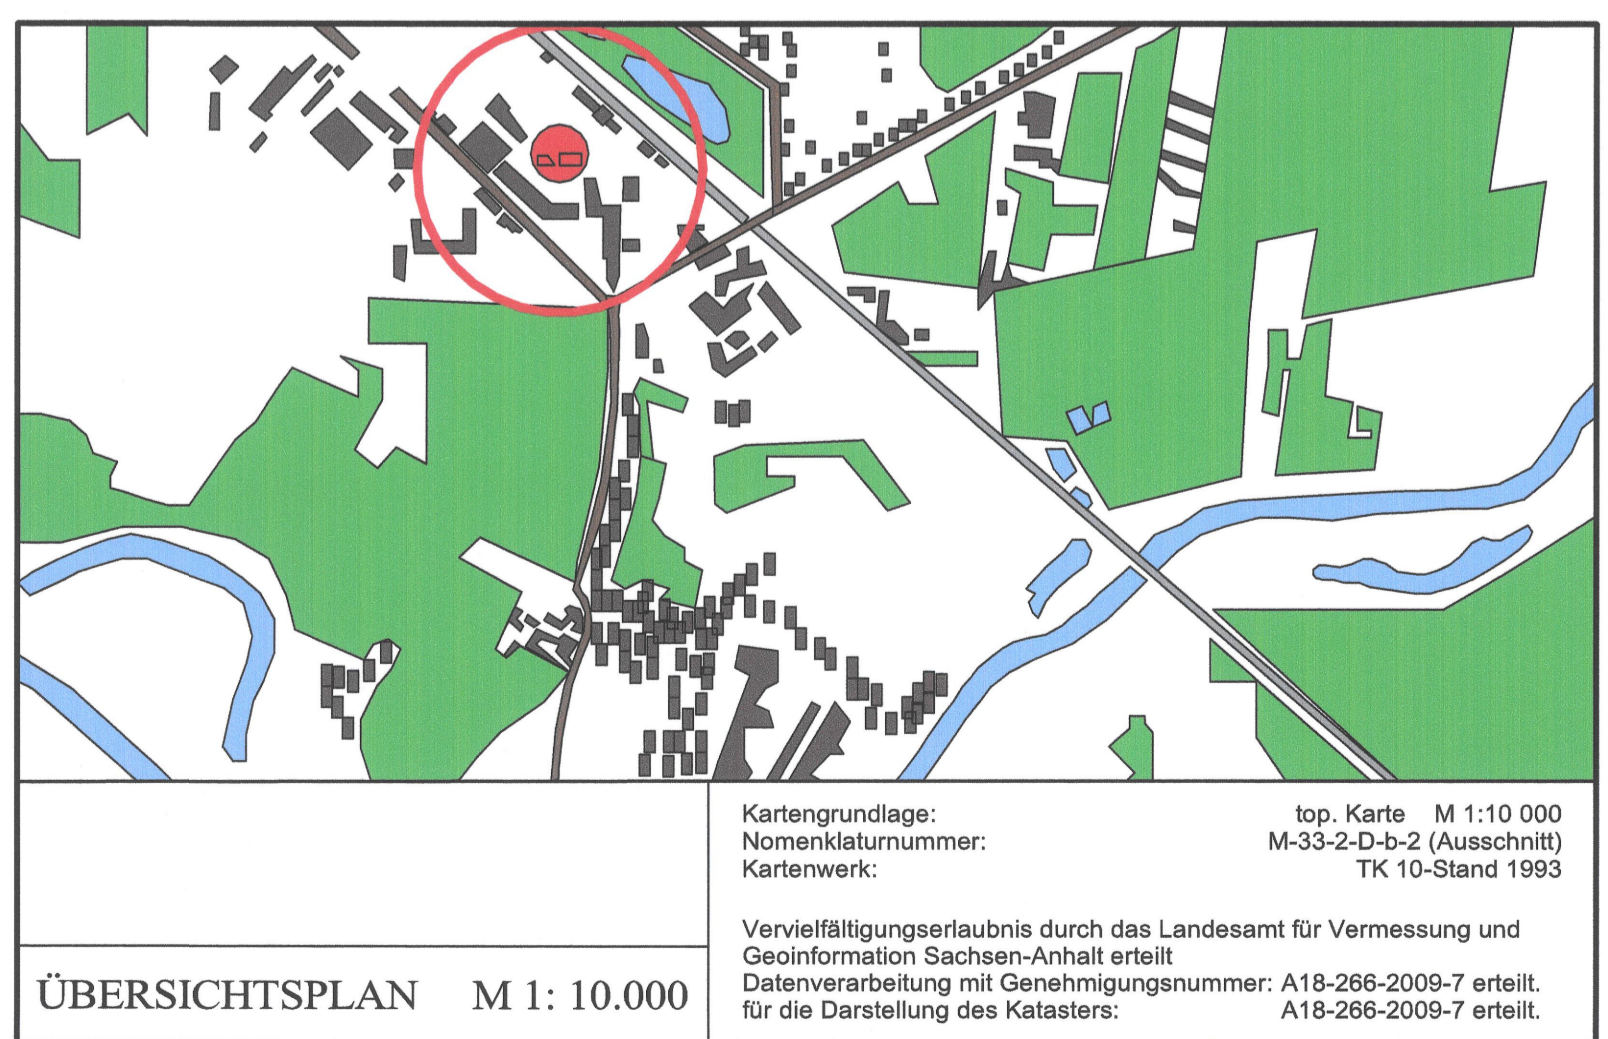 Kartengrundlage: top. Karte M 1:10 000
Nomenklaturnummer: M-33-2-D-b-2 (Ausschnitt)
Kartenwerk: TK 10-Stand 1993
Vervielfältigungserlaubnis durch das Landesamt für Vermessung und
Geoinformation Sachsen-Anhalt erteilt
Datenverarbeitung mit Genehmigungsnummer: A18-266-2009-7 erteilt.
für die Darstellung des Katasters: A18-266-2009-7 erteilt.
ÜBERSICHTSPLAN M 1: 10.000